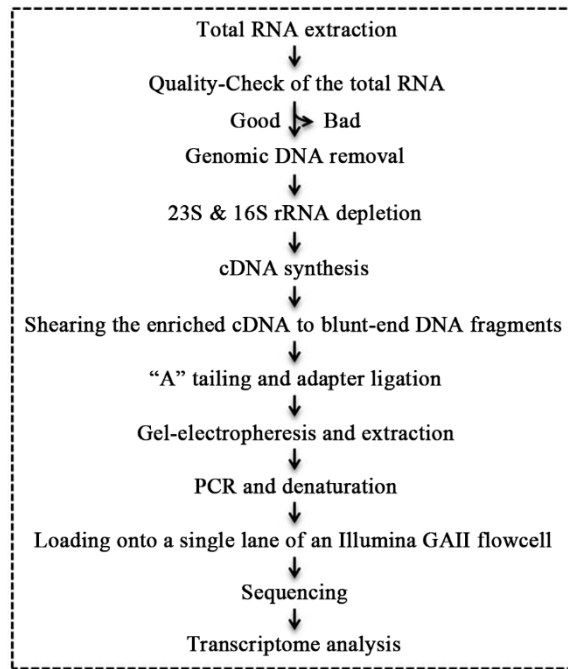 Total RNA extraction
Quality-Check of the total RNA
Good Bad
Genomic DNA removal
23S & 16S rRNA depletion
cDNA synthesis
Shearing the enriched cDNA to blunt-end DNA fragments
“A” tailing and adapter ligation
Gel-electropheresis and extraction
PCR and denaturation
Loading onto a single lane of an Illumina GAII flowcell
Sequencing
Transcriptome analysis